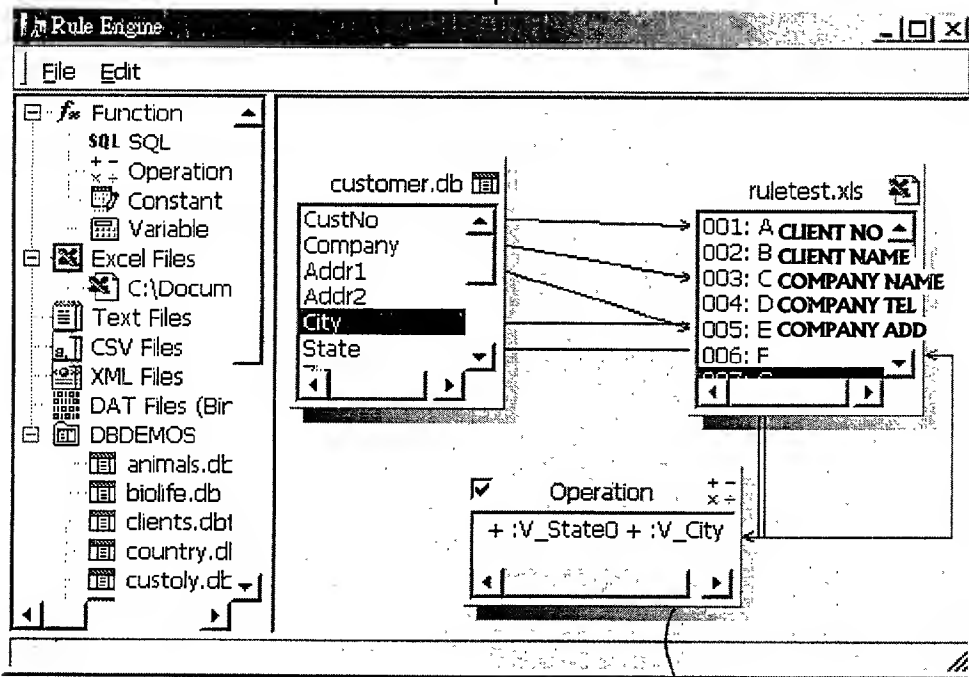 Rule Engine
File Edit
Function
SQL SQL
Operation
Constant
Variable
Excel Files
C:\Docum
Text Files
CSV Files
XML Files
DAT Files (Bir
DBDEMOS
animals.db
biolife.db
clients.dbf
country.dl
custoly.db
customer.db
CustNo
Company
Addr1
Addr2
City
State
ruletest.xls
001: A CLIENT NO
002: B CLIENT NAME
003: C COMPANY NAME
004: D COMPANY TEL
005: E COMPANY ADD
006: F
Operation
+ :V_State0 + :V_City